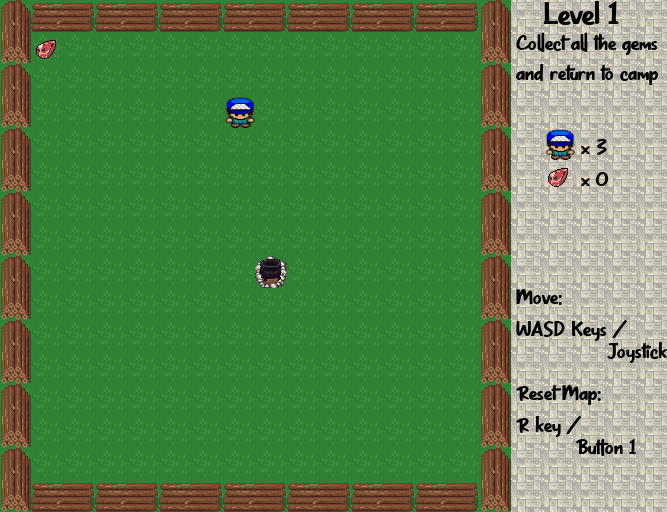 Level 1
Collect all the gems
and return to camp
x 3
x 0
Move:
WASD Keys /
Joystick
Reset Map:
R key /
Button 1